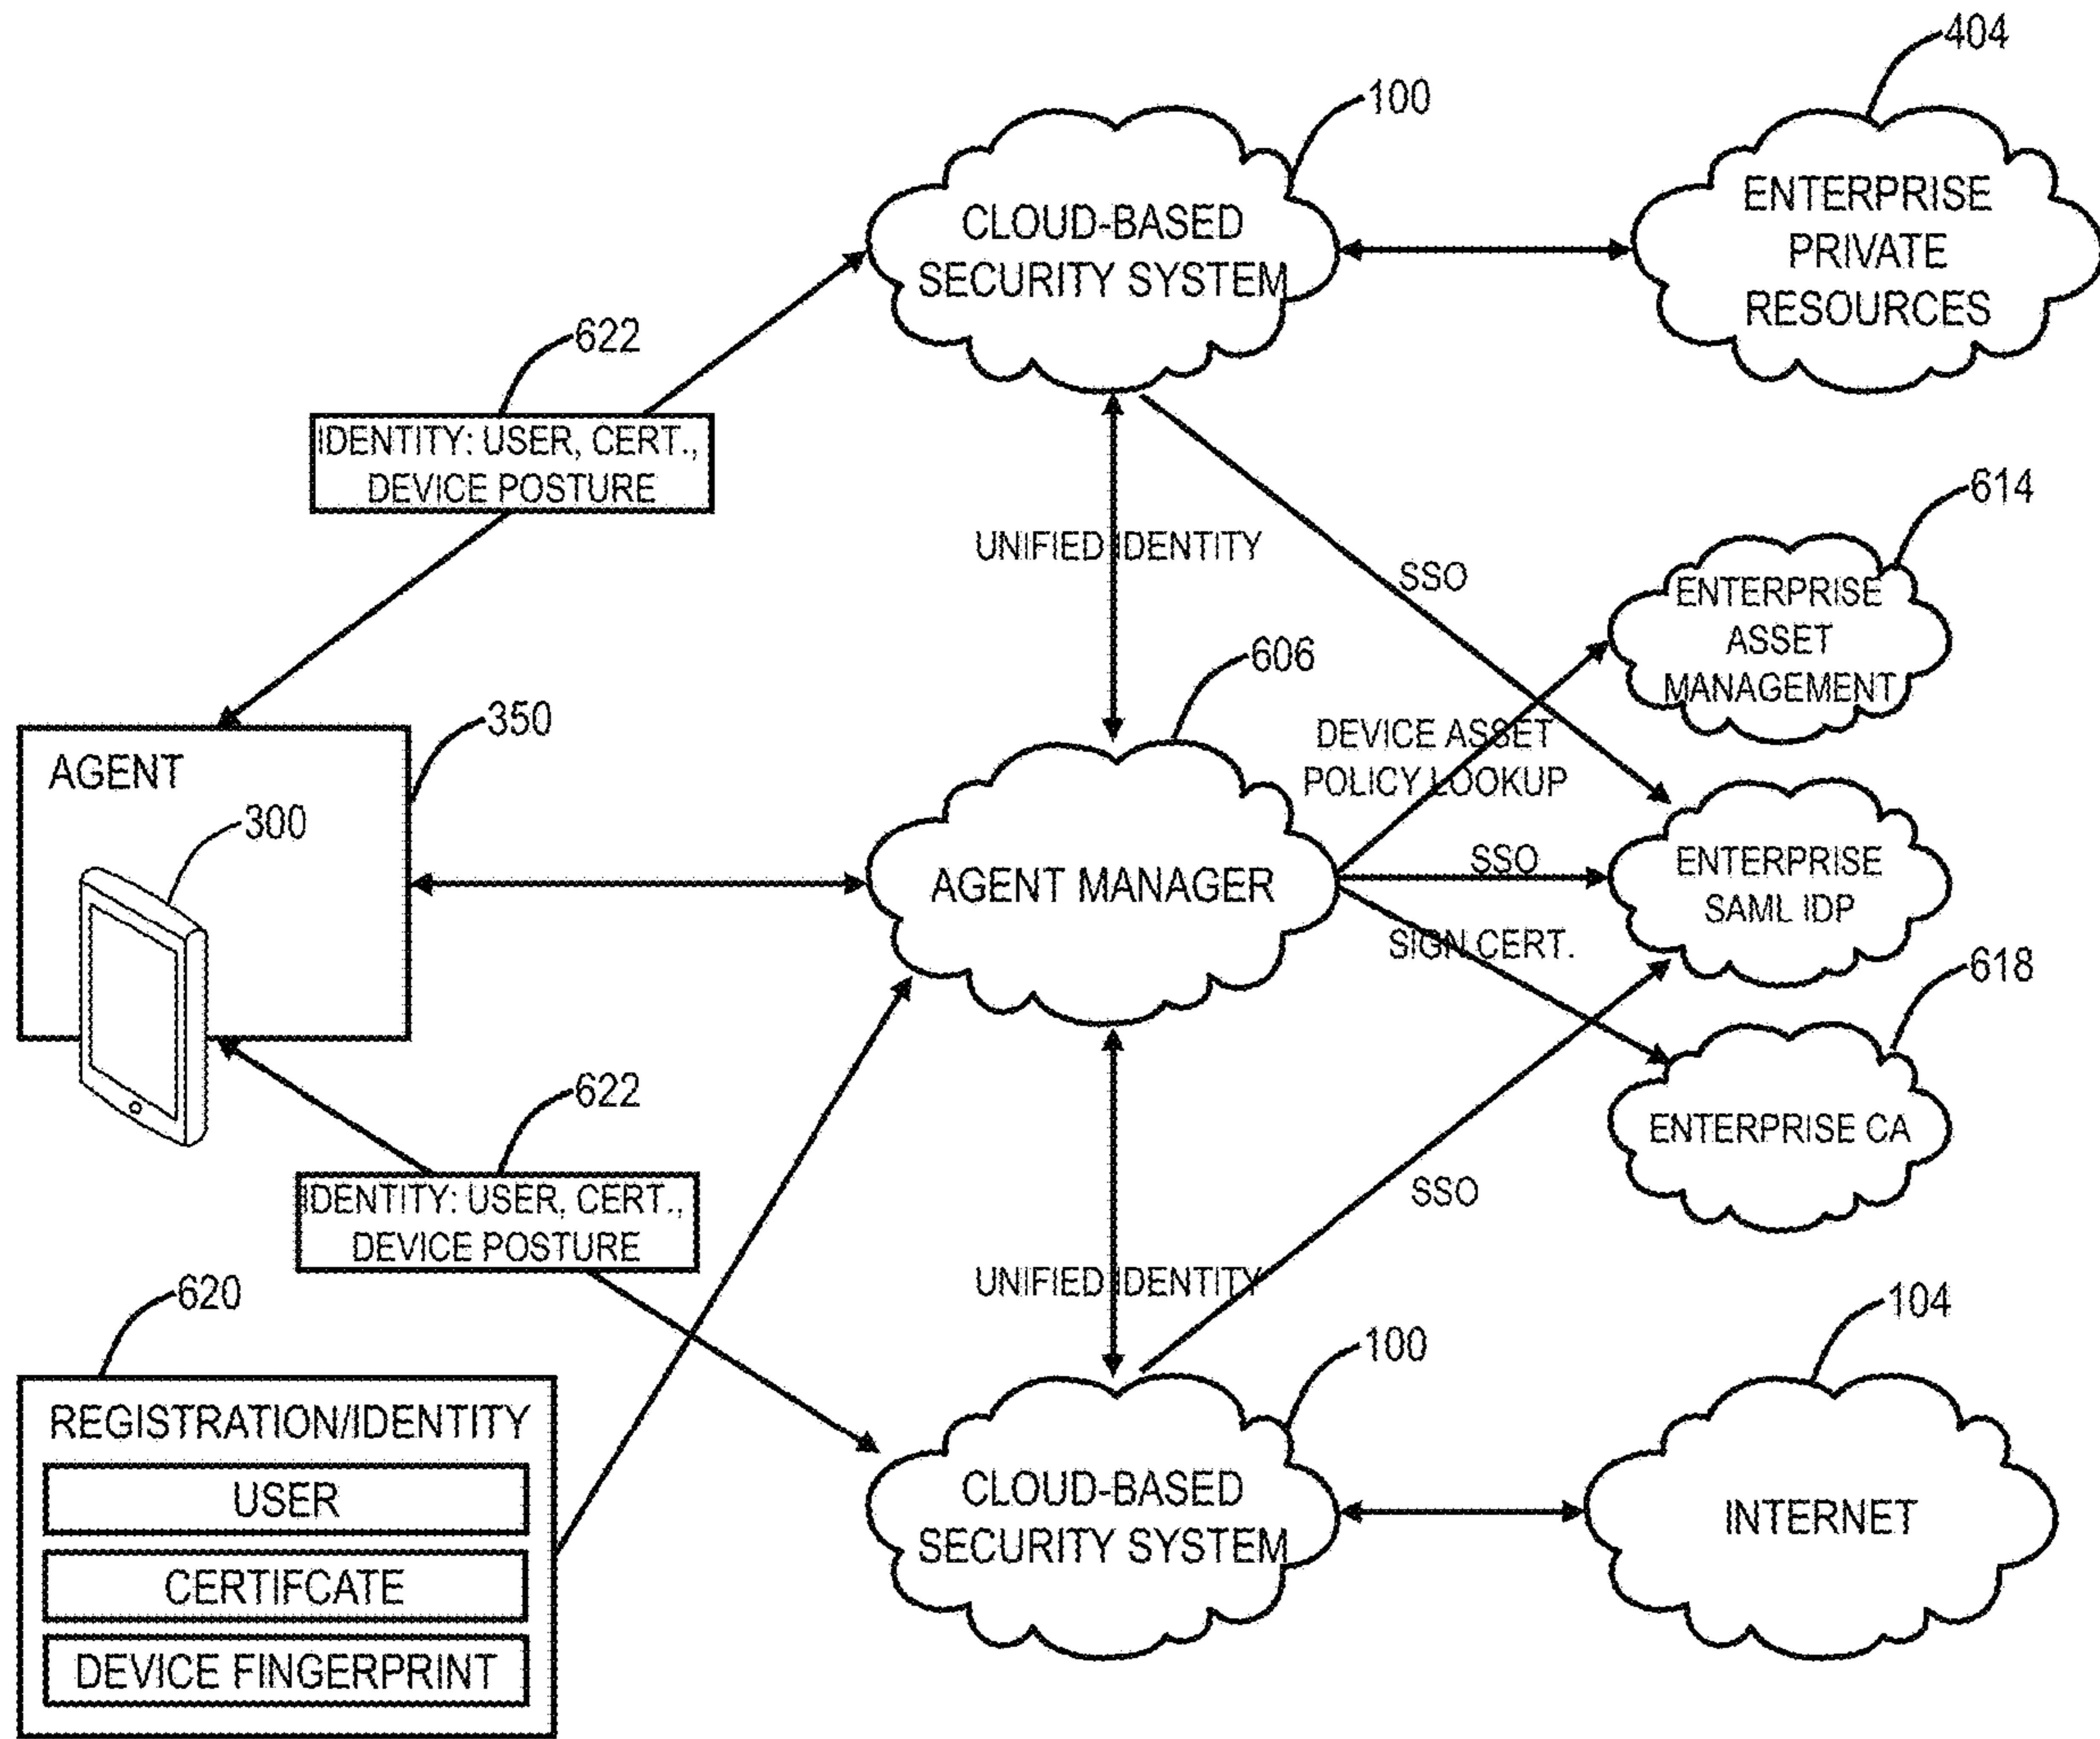 404
100
CLOUD-BASED
SECURITY SYSTEM
ENTERPRISE
PRIVATE
RESOURCES
622
IDENTITY: USER, CERT.,
DEVICE POSTURE
UNIFIED IDENTITY
SSO
614
ENTERPRISE
ASSET
MANAGEMENT
606
350
AGENT
300
DEVICE ASSET
POLICY LOOKUP
AGENT MANAGER
SSO
ENTERPRISE
SAML IDP
SIGN CERT.
618
ENTERPRISE CA
622
IDENTITY: USER, CERT.,
DEVICE POSTURE
SSO
UNIFIED IDENTITY
620
REGISTRATION/IDENTITY
USER
CERTIFCATE
DEVICE FINGERPRINT
100
CLOUD-BASED
SECURITY SYSTEM
104
INTERNET